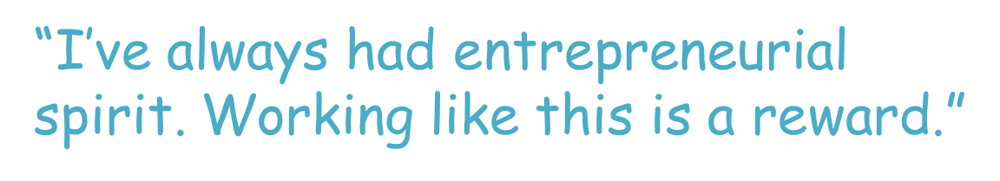 “I’ve always had entrepreneurial
spirit. Working like this is a reward.”